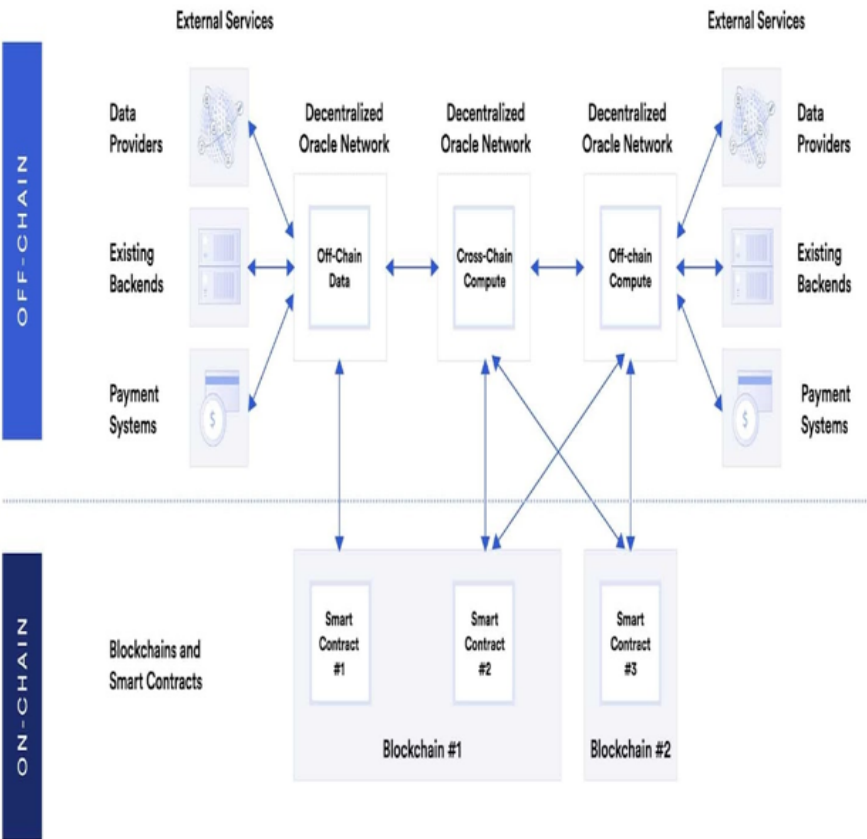 External Services
External Services
OFF-CHAIN
Data
Providers
Decentralized
Oracle Network
Decentralized
Oracle Network
Decentralized
Oracle Network
Data
Providers
Existing
Backends
Off-Chain
Data
Cross-Chain
Compute
Off-chain
Compute
Existing
Backends
Payment
Systems
$
Payment
Systems
$
ON-CHAIN
Blockchains and
Smart Contracts
Smart
Contract
#1
Smart
Contract
#2
Smart
Contract
#3
Blockchain #1
Blockchain #2